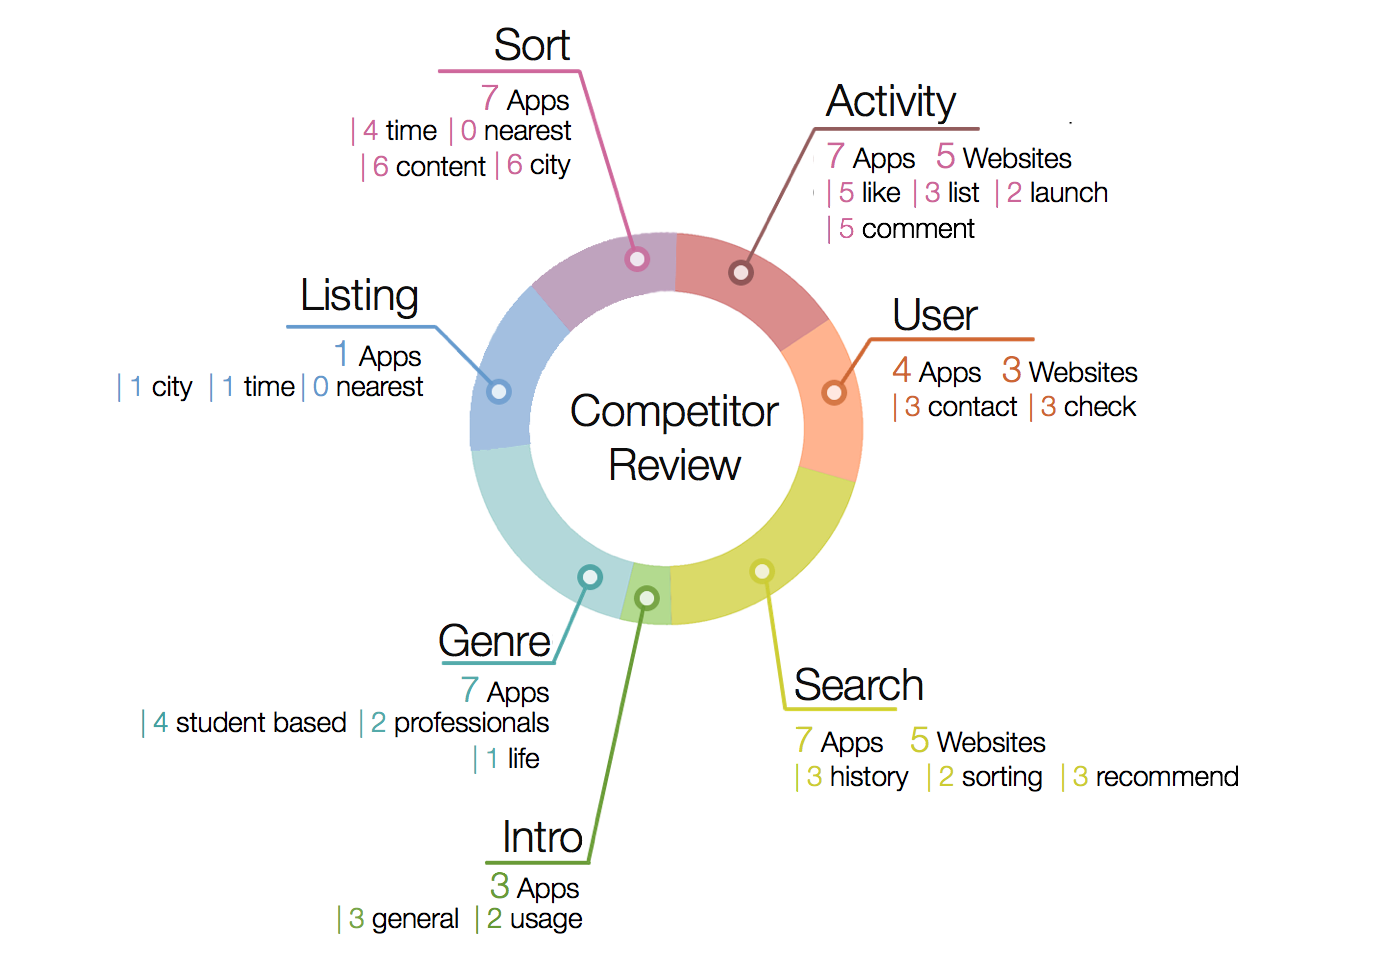 Sort
7 Apps
| 4 time | 0 nearest
| 6 content | 6 city
Activity
7 Apps 5 Websites
| 5 like | 3 list | 2 launch
| 5 comment
Listing
1 Apps
| 1 city | 1 time | 0 nearest
User
4 Apps 3 Websites
| 3 contact | 3 check
Competitor
Review
Genre
7 Apps
| 4 student based | 2 professionals
| 1 life
Search
7 Apps 5 Websites
| 3 history | 2 sorting | 3 recommend
Intro
3 Apps
| 3 general | 2 usage